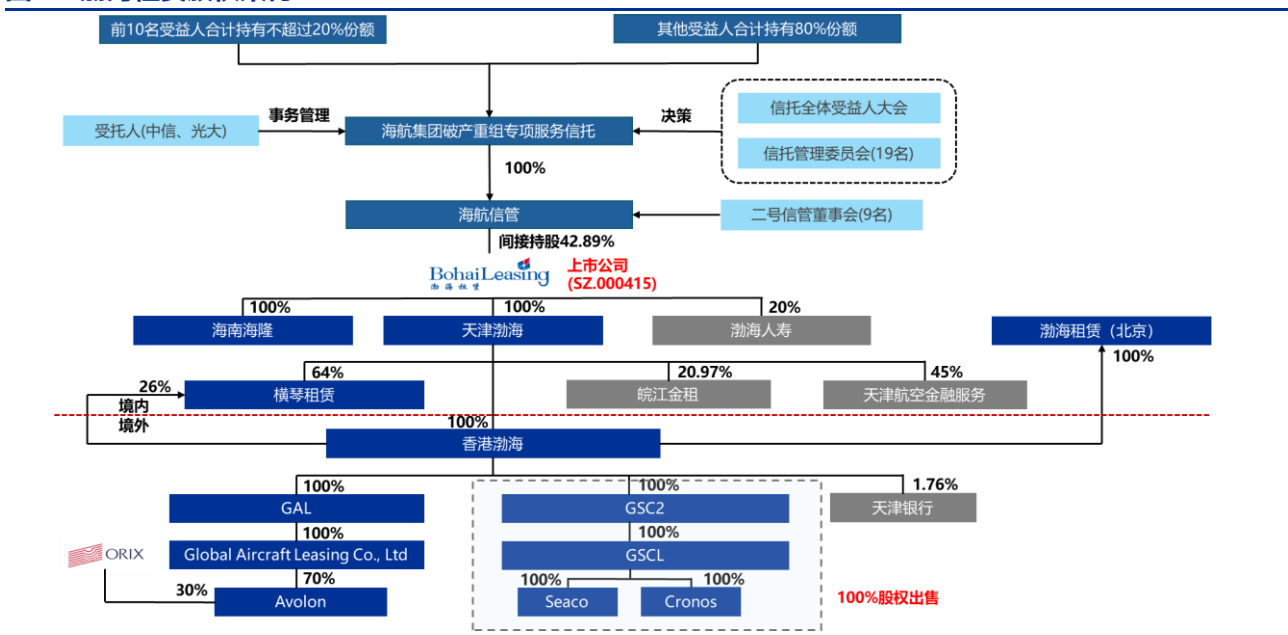 前10名受益人合计持有不超过20%份额
其他受益人合计持有80%份额
受托人(中信、光大)
事务管理
海航集团破产重组专项服务信托
决策
信托全体受益人大会
信托管理委员会(19名)
100%
海航信管
二号信管董事会(9名)
间接持股42.89%
BohaiLeasing
渤海租赁
上市公司
(SZ.000415)
100%
100%
20%
海南海隆
天津渤海
渤海人寿
渤海租赁（北京）
100%
64%
20.97%
45%
26%
横琴租赁
皖江金租
天津航空金融服务
境内
境外
100%
香港渤海
100%
100%
1.76%
GAL
GSC2
天津银行
100%
100%
ORIX
Global Aircraft Leasing Co., Ltd
GSCL
70%
100%
100%
30%
Avolon
Seaco
Cronos
100%股权出售